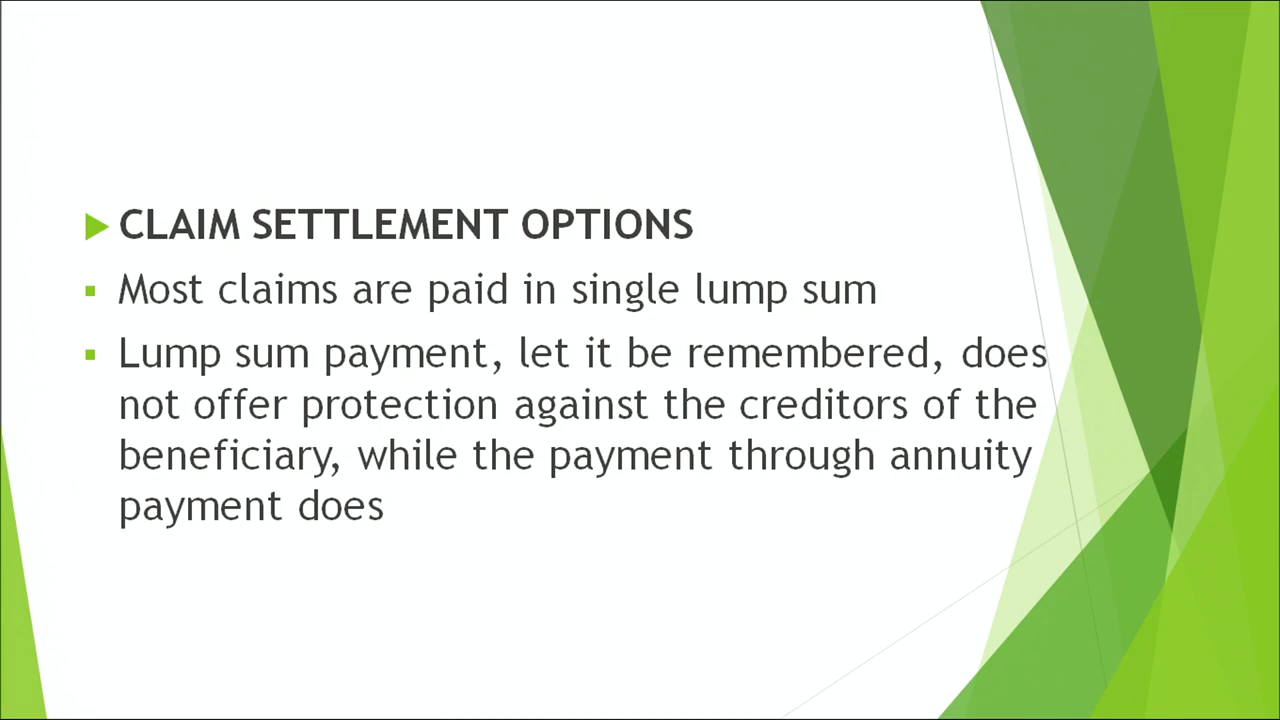 CLAIM SETTLEMENT OPTIONS
Most claims are paid in single lump sum
Lump sum payment, let it be remembered, does
not offer protection against the creditors of the
beneficiary, while the payment through annuity
payment does